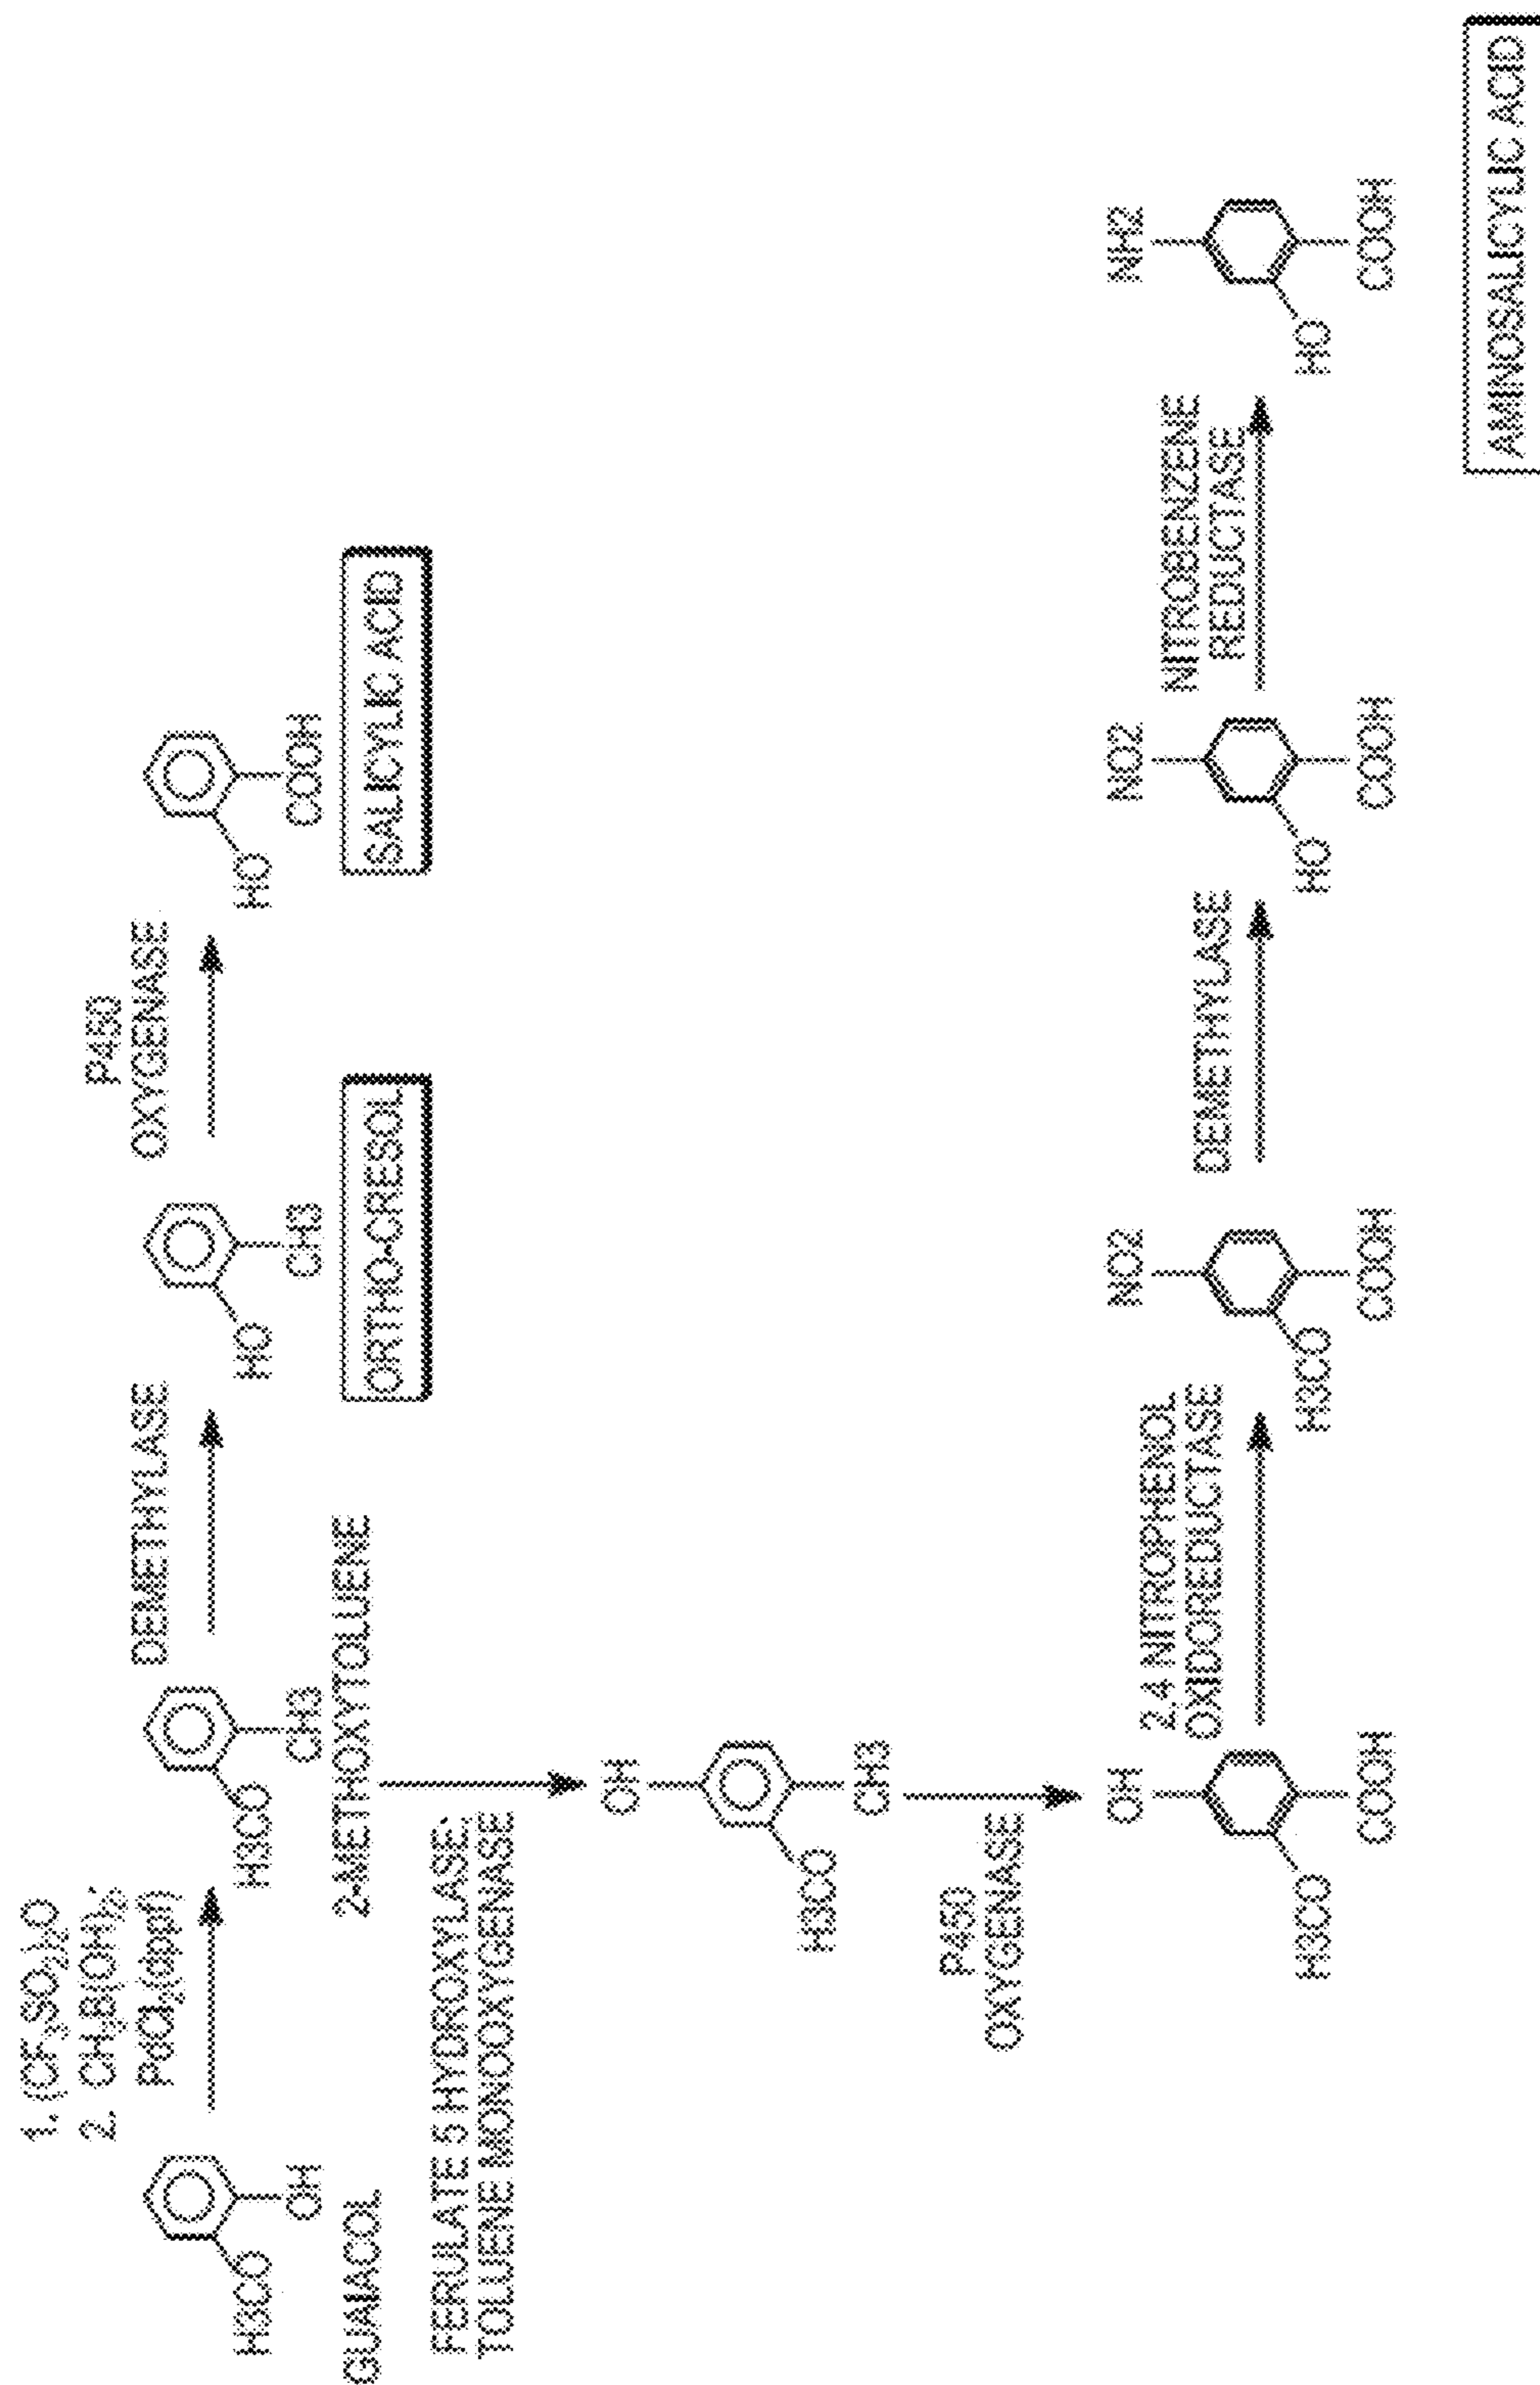 1. (CF₃SO₂)₂O
2. CH₃B(OH)₂,
PdCl₂(dppf)
H3CO
OH
GUAIACOL
H3CO
CH3
2-METHOXYTOLUENE
DEMETHYLASE
HO
CH3
ORTHO-CRESOL
P450
OXYGENASE
HO
COOH
SALICYLIC ACID
FERULATE 5 HYDROXYLASE,
TOLUENE MONOOXYGENASE
OH
H3CO
CH3
P450
OXYGENASE
OH
H3CO
COOH
2,4 NITROPHENOL
OXIDOREDUCTASE
NO2
H3CO
COOH
DEMETHYLASE
NO2
HO
COOH
NITROBENZENE
REDUCTASE
NH2
HO
COOH
AMINOSALICYLIC ACID